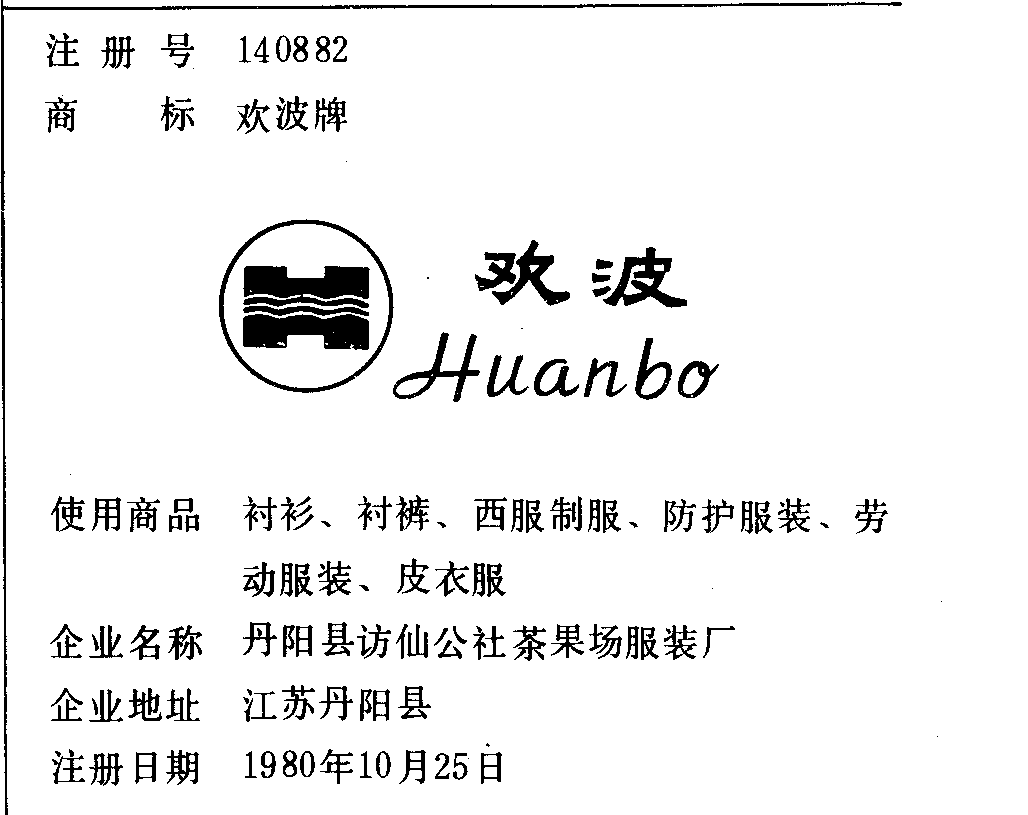 注册号 140882
商标 欢波牌
欢波
Huanbo
使用商品 衬衫、衬裤、西服制服、防护服装、劳
动服装、皮衣服
企业名称 丹阳县访仙公社茶果场服装厂
企业地址 江苏丹阳县
注册日期 1980年10月25日